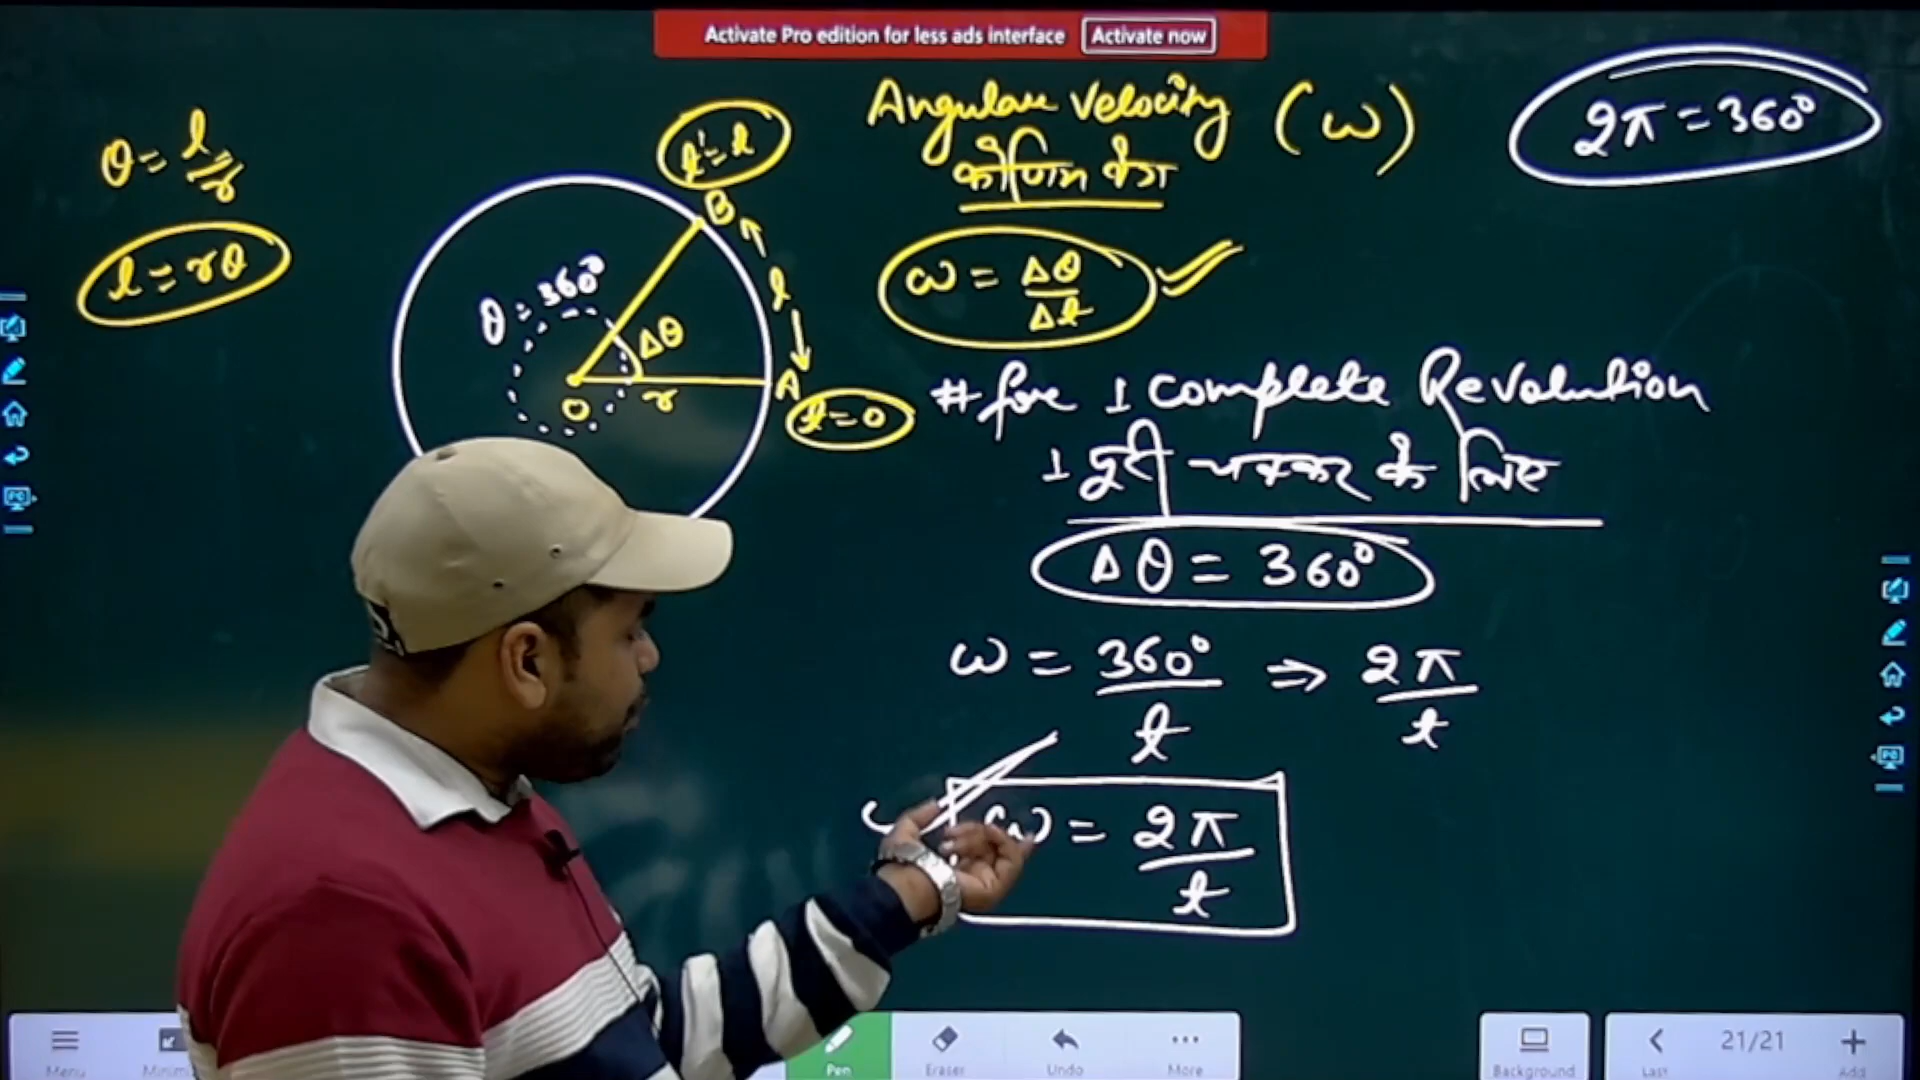 Activate Pro edition for less ads interface Activate now
θ = l/r
l = rθ
t' = t
B
l
θ = 360°
Δθ
O
r
A
t = 0
Angular Velocity (ω)
कोणिय वेग
2π = 360°
ω = Δθ/Δt
# for 1 complete Revolution
1 पूरी चक्कर के लिए
Δθ = 360°
ω = 360°/t ⇒ 2π/t
ω = 2π/t
Menu
Pen
Eraser
Undo
More
Background
Last
21/21
Add